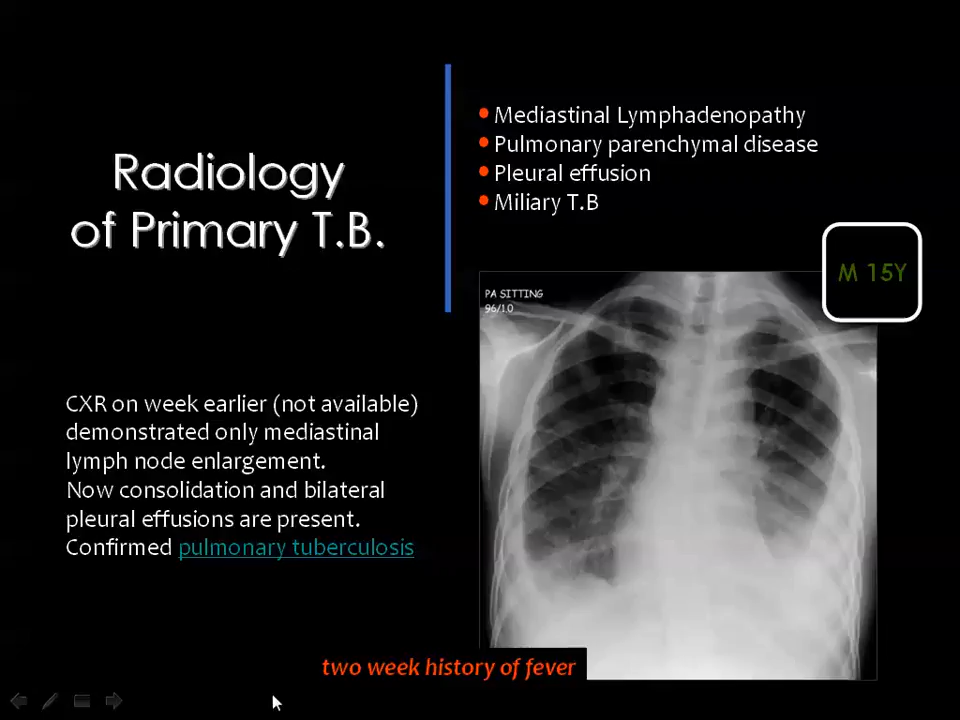 Radiology
of Primary T.B.
Mediastinal Lymphadenopathy
Pulmonary parenchymal disease
Pleural effusion
Miliary T.B
M 15Y
PA SITTING
96/1.0
CXR on week earlier (not available)
demonstrated only mediastinal
lymph node enlargement.
Now consolidation and bilateral
pleural effusions are present.
Confirmed pulmonary tuberculosis
two week history of fever